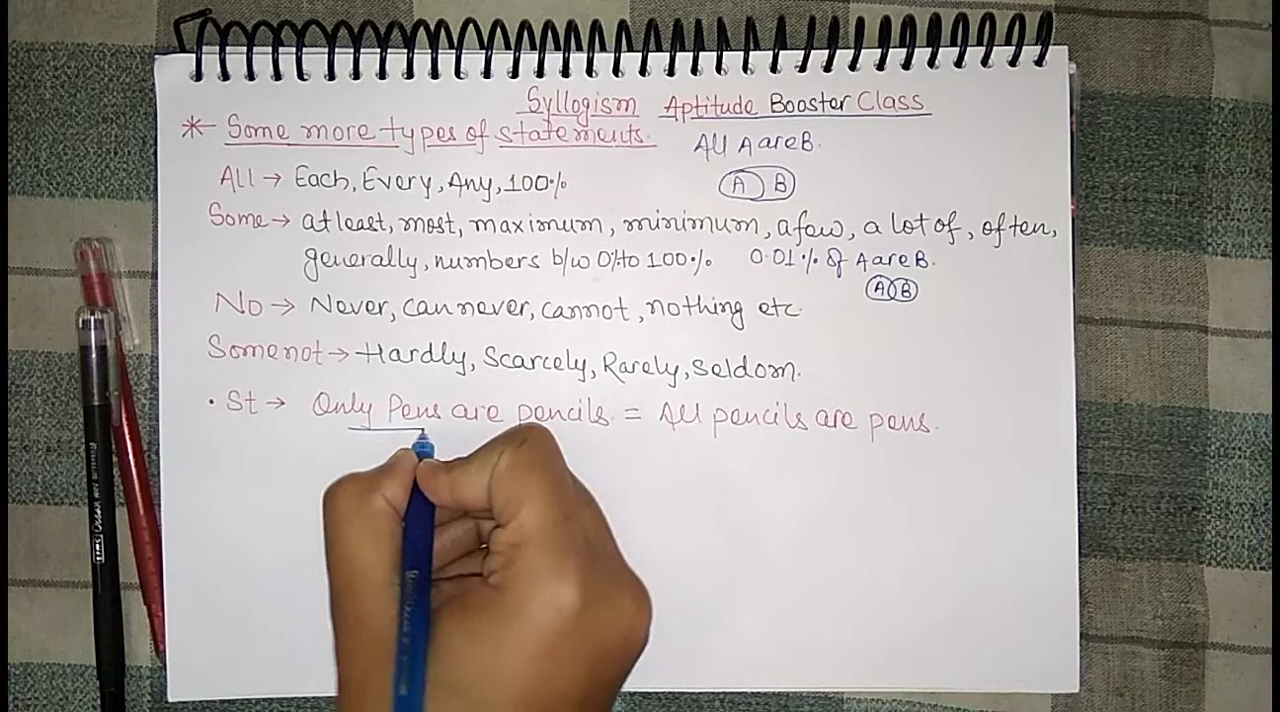 Syllogism Aptitude Booster Class
* Some more types of statements.
All A are B.
All → Each, Every, Any, 100%
A B
Some → atleast, most, maximum, minimum, a few, a lot of, often,
generally, numbers b/w 0% to 100%. 0.01% of A are B.
A B
No → Never, can never, cannot, nothing etc.
Some not → Hardly, Scarcely, Rarely, seldom.
• St → Only Pens are pencils. = All pencils are pens.